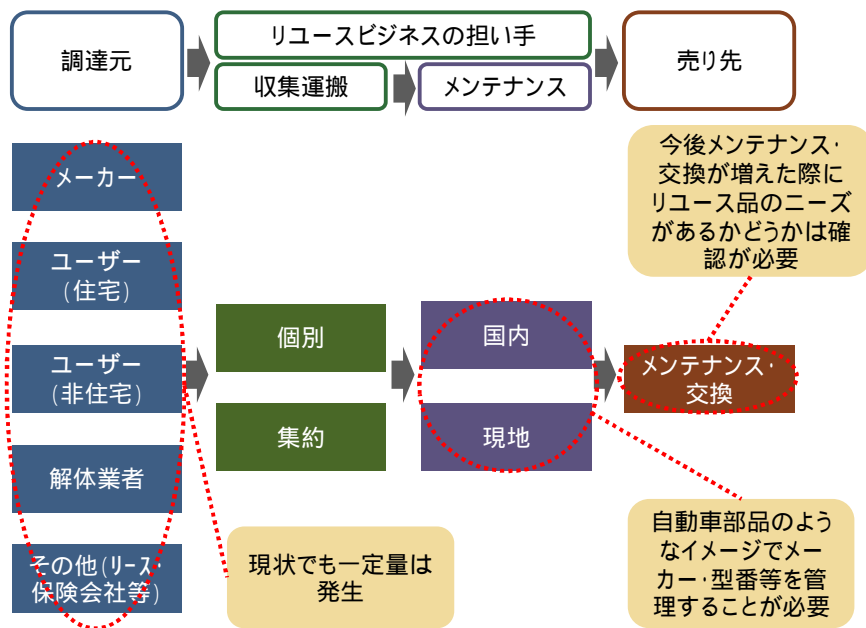 調達元
リユースビジネスの担い手
収集運搬
メンテナンス
売り先
メーカー
ユーザー
(住宅)
ユーザー
(非住宅)
解体業者
その他(リース・
保険会社等)
個別
集約
国内
現地
メンテナンス・
交換
今後メンテナンス・
交換が増えた際に
リユース品のニーズ
があるかどうかは確
認が必要
現状でも一定量は
発生
自動車部品のよう
なイメージでメー
カー・型番等を管
理することが必要